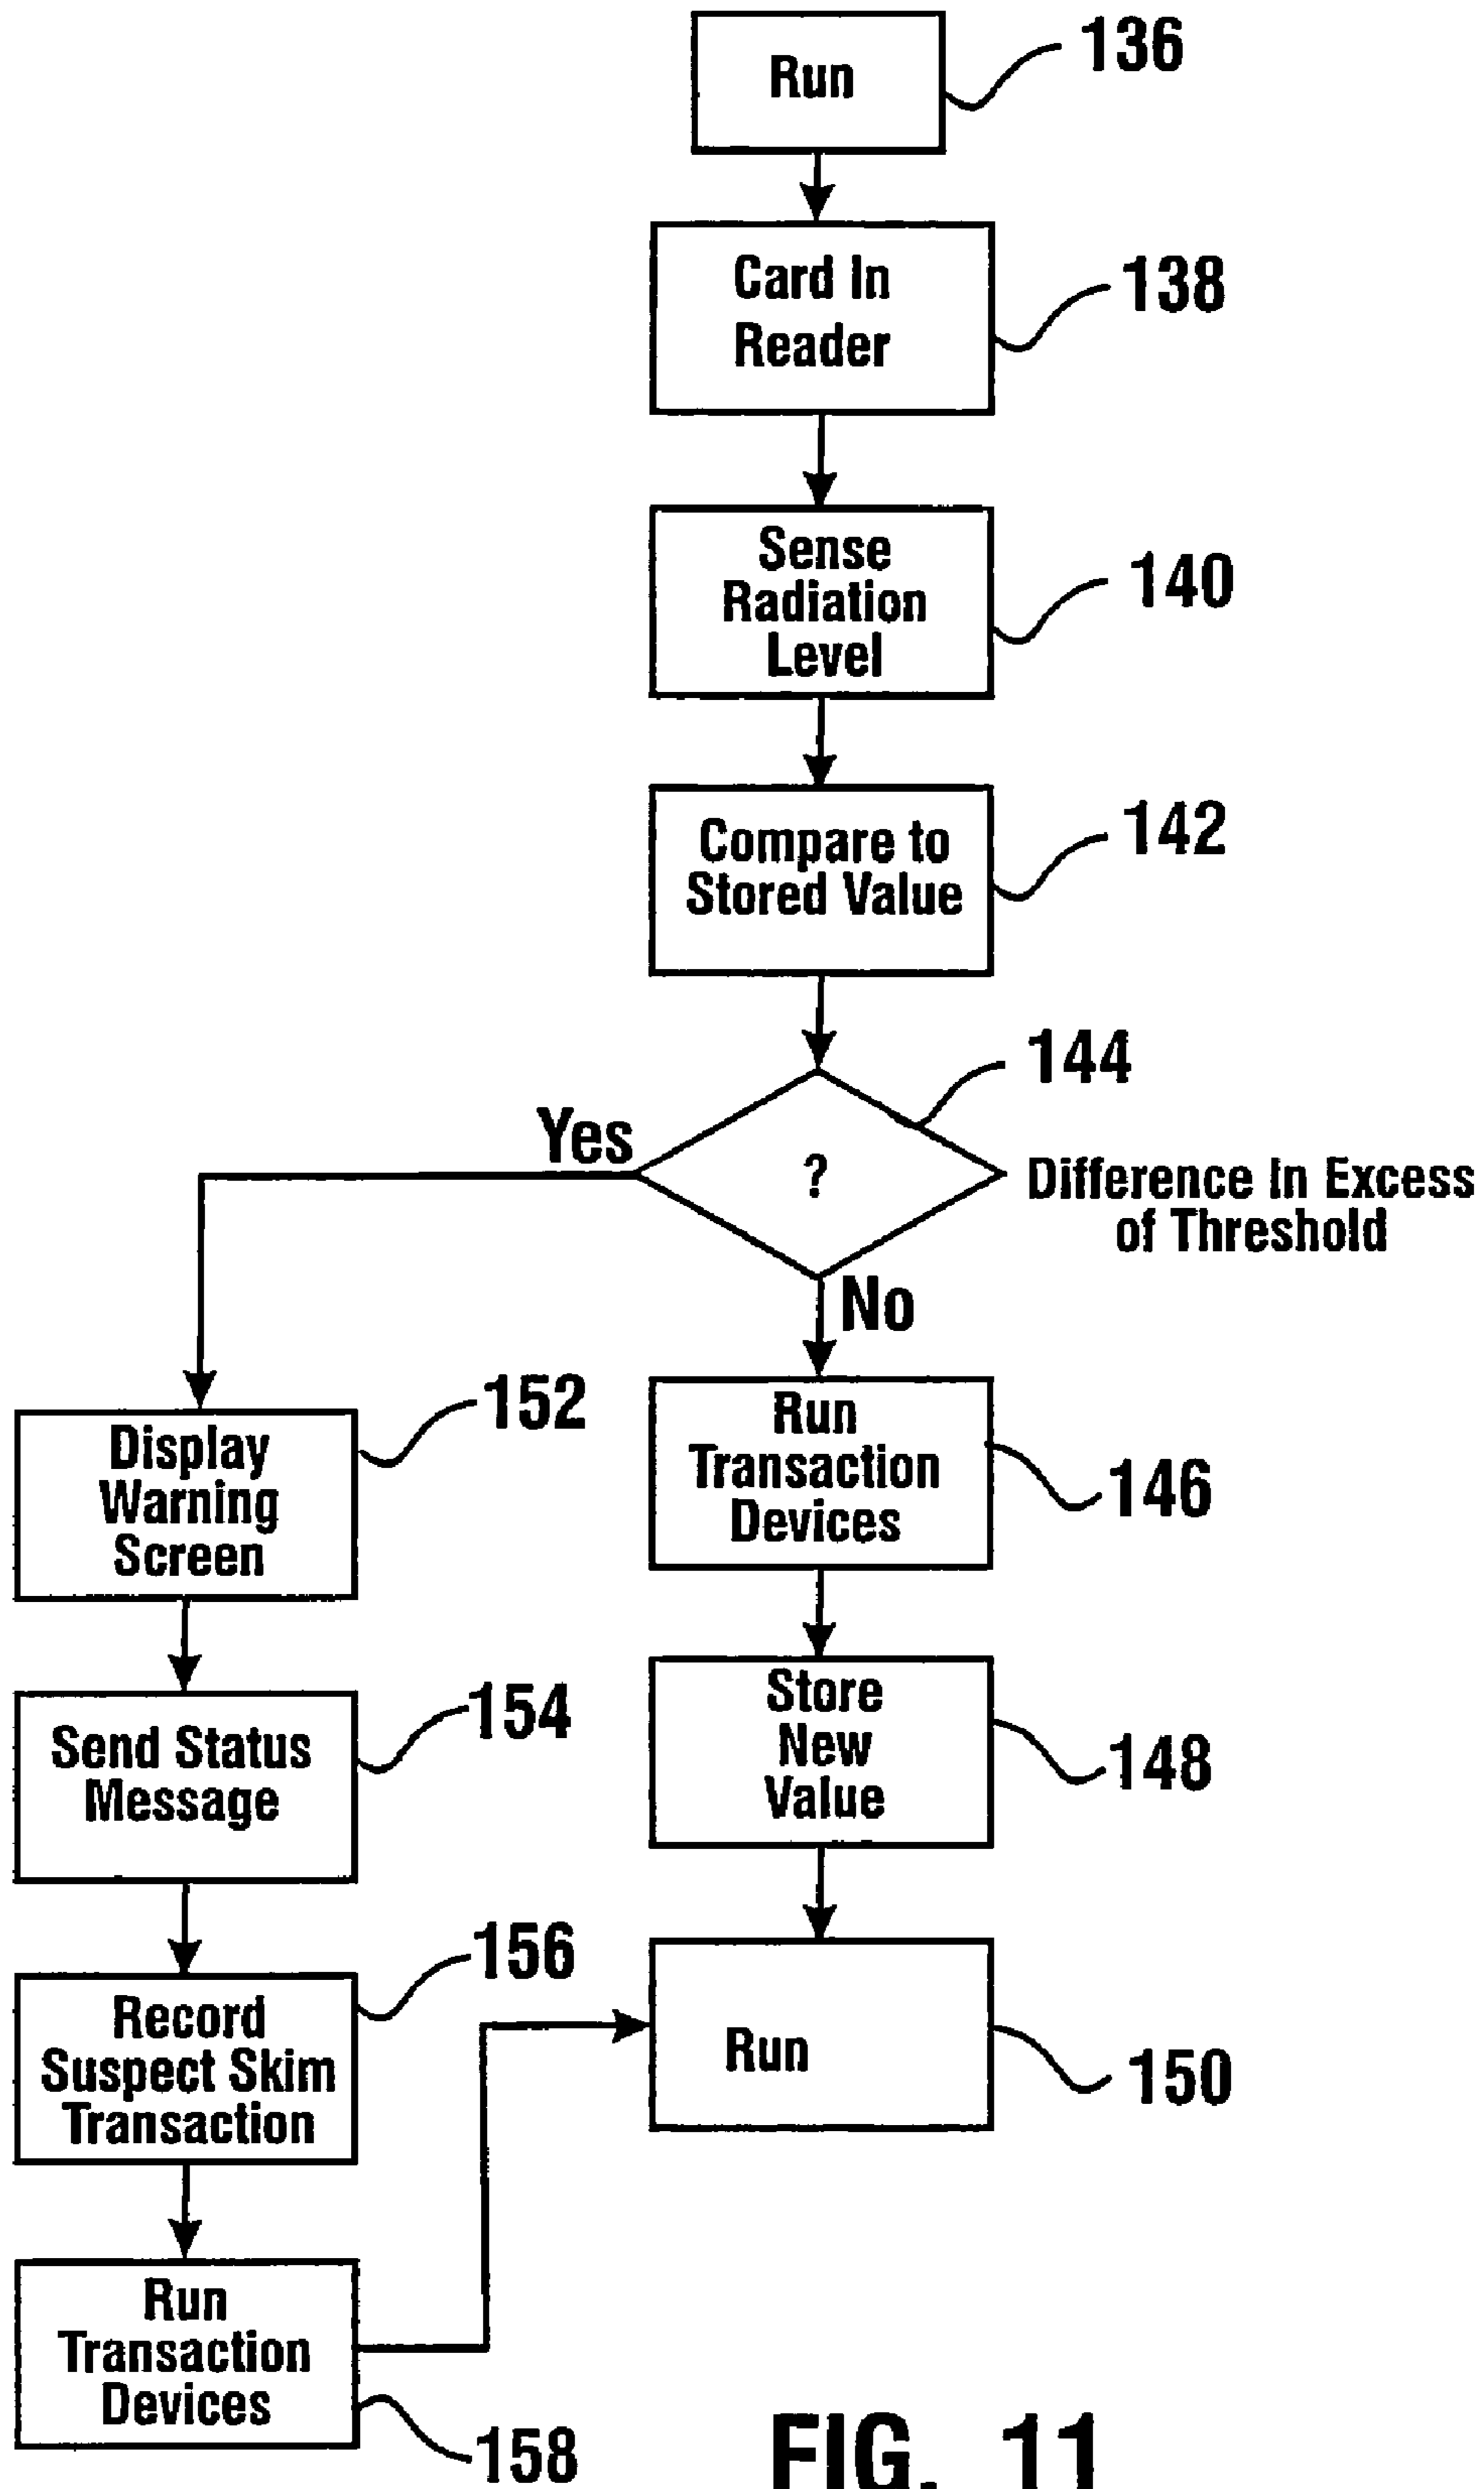 Run
136
Card In
Reader
138
Sense
Radiation
Level
140
Compare to
Stored Value
142
144
Yes
?
Difference In Excess
of Threshold
No
Display
Warning
Screen
152
Run
Transaction
Devices
146
Send Status
Message
154
Store
New
Value
148
Record
Suspect Skim
Transaction
156
Run
150
Run
Transaction
Devices
158
FIG. 11